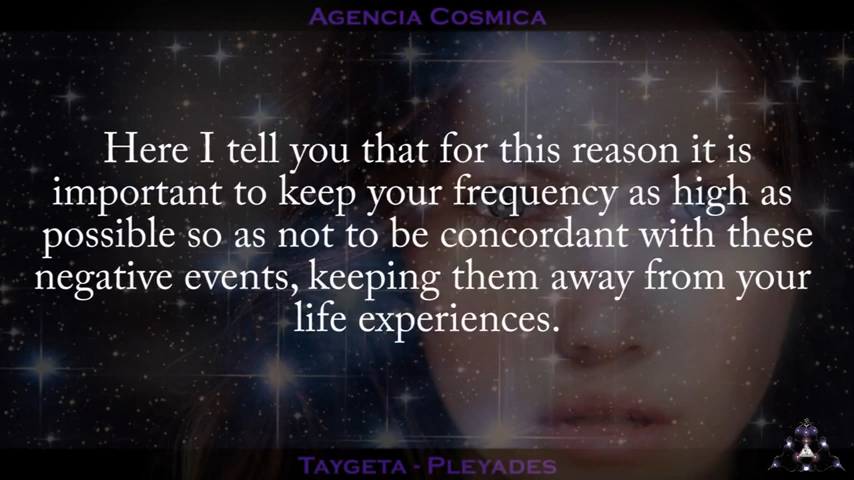 Agencia Cosmica
Here I tell you that for this reason it is
important to keep your frequency as high as
possible so as not to be concordant with these
negative events, keeping them away from your
life experiences.
Taygeta - Pleyades